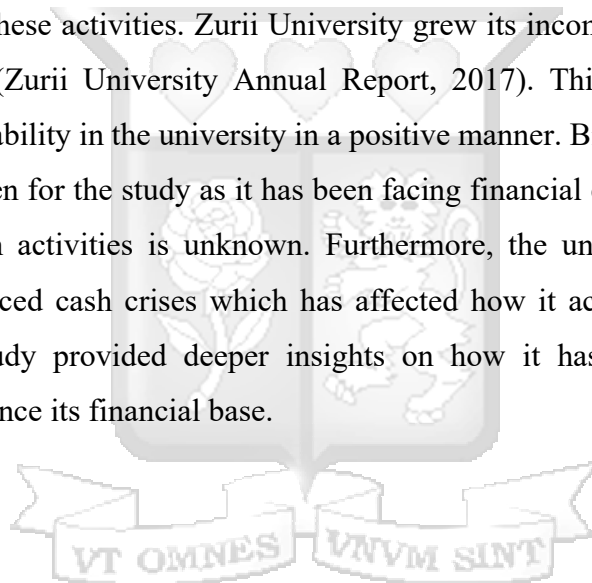 hese activities. Zurii University grew its incon
(Zurii University Annual Report, 2017). Thi
ability in the university in a positive manner. B
en for the study as it has been facing financial
n activities is unknown. Furthermore, the un
ced cash crises which has affected how it ac
udy provided deeper insights on how it has
nce its financial base.
VT OMNES VNVM SINT